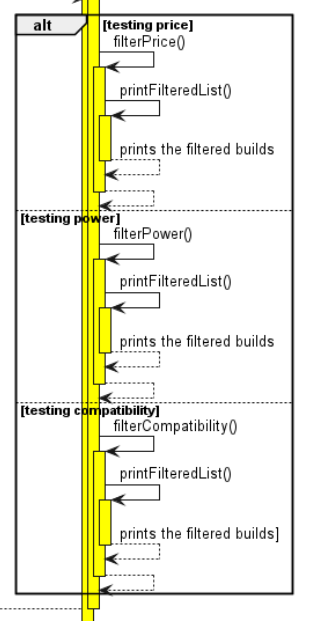 alt
[testing price]
filterPrice()
printFilteredList()
prints the filtered builds
[testing power]
filterPower()
printFilteredList()
prints the filtered builds
[testing compatibility]
filterCompatibility()
printFilteredList()
prints the filtered builds]